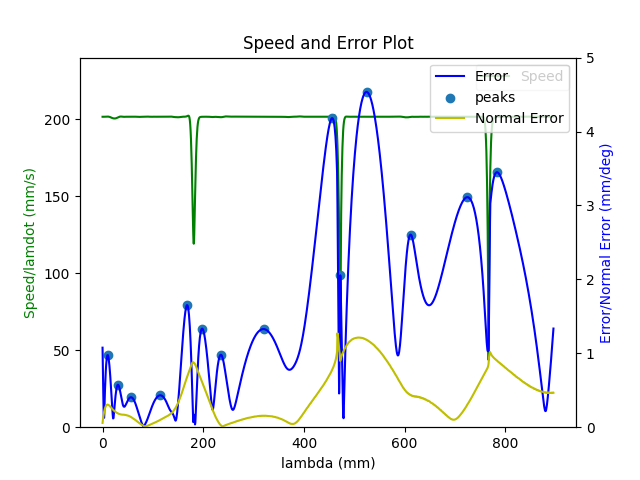 Speed and Error Plot
Error
Speed
peaks
Normal Error
Speed/lamdot (mm/s)
0
50
100
150
200
0
1
2
3
4
5
Error/Normal Error (mm/deg)
0
200
400
600
800
lambda (mm)